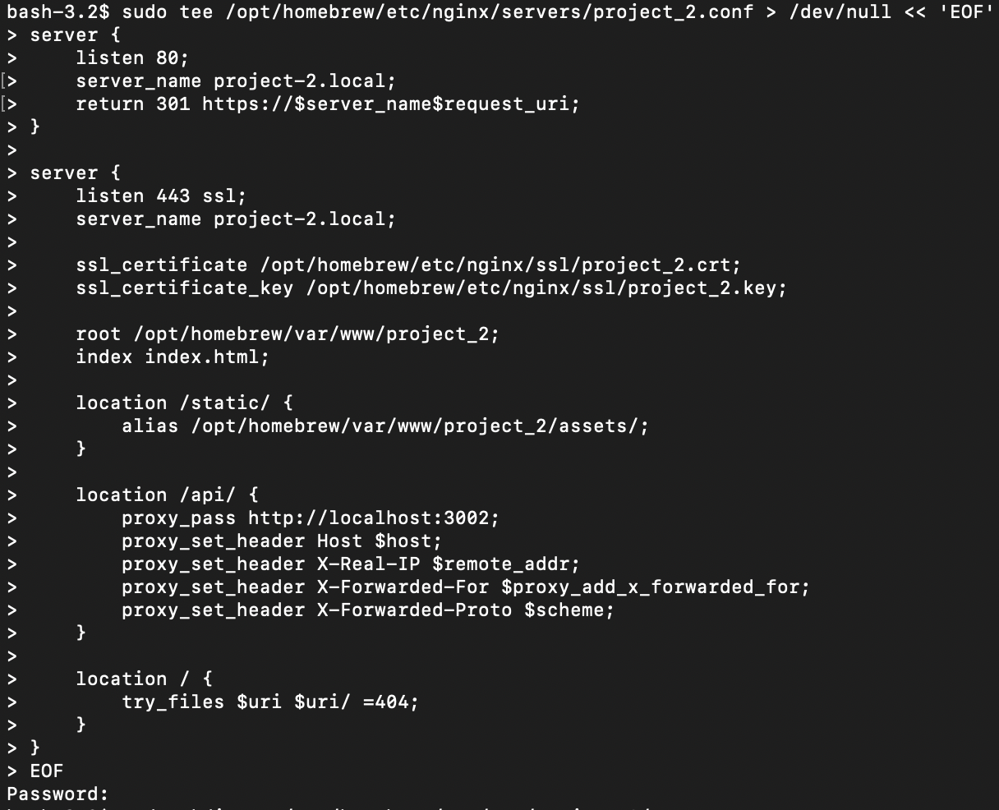 bash-3.2$ sudo tee /opt/homebrew/etc/nginx/servers/project_2.conf > /dev/null << 'EOF'
> server {
>     listen 80;
[>     server_name project-2.local;
[>     return 301 https://$server_name$request_uri;
> }
>
> server {
>     listen 443 ssl;
>     server_name project-2.local;
>
>     ssl_certificate /opt/homebrew/etc/nginx/ssl/project_2.crt;
>     ssl_certificate_key /opt/homebrew/etc/nginx/ssl/project_2.key;
>
>     root /opt/homebrew/var/www/project_2;
>     index index.html;
>
>     location /static/ {
>         alias /opt/homebrew/var/www/project_2/assets/;
>     }
>
>     location /api/ {
>         proxy_pass http://localhost:3002;
>         proxy_set_header Host $host;
>         proxy_set_header X-Real-IP $remote_addr;
>         proxy_set_header X-Forwarded-For $proxy_add_x_forwarded_for;
>         proxy_set_header X-Forwarded-Proto $scheme;
>     }
>
>     location / {
>         try_files $uri $uri/ =404;
>     }
> }
> EOF
Password: